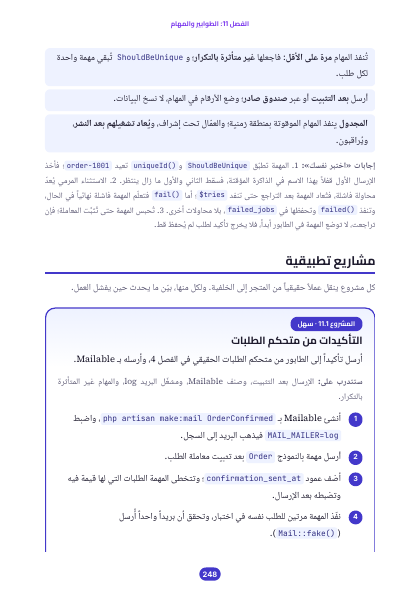 الفصل 11: الطوابير والمهام
تُنفذ المهام مرة على الأقل: فاجعلها غير متأثرة بالتكرار؛ و ShouldBeUnique تُبقي مهمة واحدة
لكل طلب.
أرسل بعد التثبيت أو عبر صندوق صادر؛ وضع الأرقام في المهام، لا نسخ البيانات.
المجدول ينفذ المهام الموقوتة بمنطقة زمنية؛ والعمّال تحت إشراف، ويُعاد تشغيلهم بعد النشر،
ويُراقبون.
إجابات «اختبر نفسك»: 1. المهمة تطبّق ShouldBeUnique و uniqueId() تعيد order-1001 ؛ فأخذ
الإرسال الأول قفلاً بهذا الاسم في الذاكرة المؤقتة، فسقط الثاني والأول ما زال ينتظر. 2. الاستثناء المرمي يُعدّ
محاولة فاشلة، فتُعاد المهمة بعد التراجع حتى تنفد $tries ؛ أما fail() فتعلّم المهمة فاشلة نهائياً في الحال،
وتنفذ failed() وتحفظها في failed_jobs ، بلا محاولات أخرى. 3. تُحبس المهمة حتى تُثبّت المعاملة؛ فإن
تراجعت، لا توضع المهمة في الطابور أبداً، فلا يخرج تأكيد لطلب لم يُحفظ قط.
مشاريع تطبيقية
كل مشروع ينقل عملاً حقيقياً من المتجر إلى الخلفية. ولكل منها، بيّن ما يحدث حين يفشل العمل.
المشروع 11.1 · سهل
التأكيدات من متحكم الطلبات
أرسل تأكيداً إلى الطابور من متحكم الطلبات الحقيقي في الفصل 4، وأرسله بـ Mailable.
ستتدرب على: الإرسال بعد التثبيت، وصنف Mailable، ومشغّل البريد log، والمهام غير المتأثرة
بالتكرار.
1 أنشئ Mailable بـ php artisan make:mail OrderConfirmed ، واضبط
MAIL_MAILER=log فيذهب البريد إلى السجل.
2 أرسل مهمة بالنموذج Order بعد تثبيت معاملة الطلب.
3 أضف عمود confirmation_sent_at ؛ وتتخطى المهمة الطلبات التي لها قيمة فيه
وتضبطه بعد الإرسال.
4 نفّذ المهمة مرتين للطلب نفسه في اختبار، وتحقق أن بريداً واحداً أُرسل
( Mail::fake() ).
248